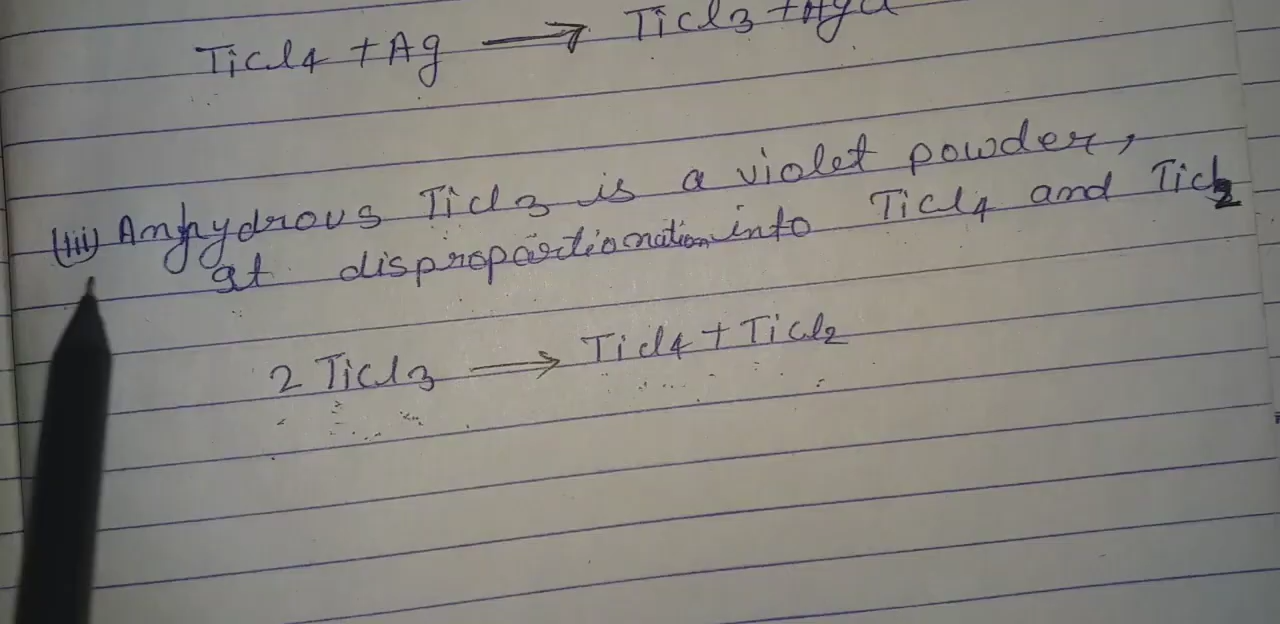 TiCl4 + Ag ⟶ TiCl3 + AgCl
(iii) Anhydrous TiCl3 is a violet powder,
It disproportionation into TiCl4 and TiCl2
2 TiCl3 ⟹ TiCl4 + TiCl2